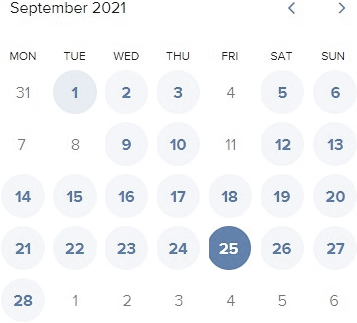 September 2021
MON TUE WED THU FRI SAT SUN
31 1 2 3 4 5 6
7 8 9 10 11 12 13
14 15 16 17 18 19 20
21 22 23 24 25 26 27
28 1 2 3 4 5 6